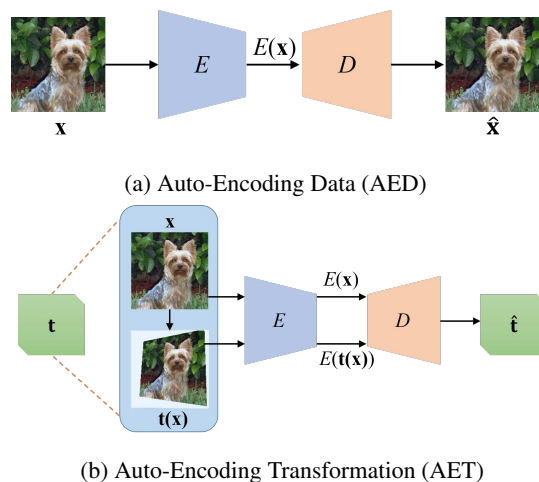 E
E(x)
D
x
x̂
(a) Auto-Encoding Data (AED)
x
E(x)
t
E
D
t̂
E(t(x))
t(x)
(b) Auto-Encoding Transformation (AET)